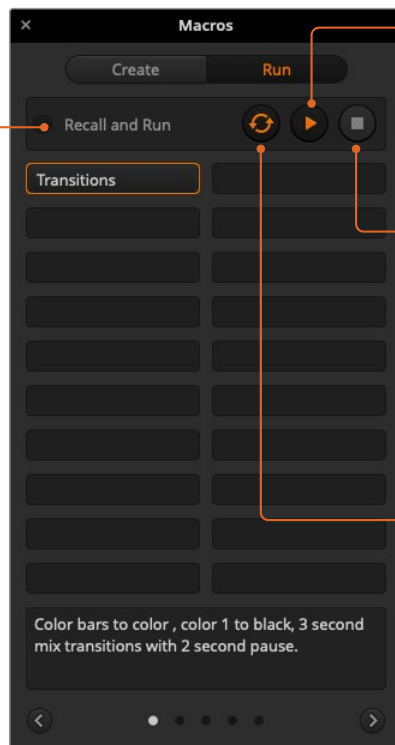 Macros
Create
Run
Recall and Run
Transitions
Color bars to color , color 1 to black, 3 second
mix transitions with 2 second pause.